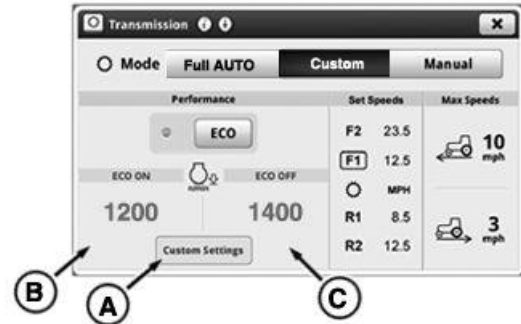 Transmission
Mode Full AUTO Custom Manual
Performance
ECO
ECO ON ECO OFF
1200 1400
Custom Settings
Set Speeds
F2 23.5
F1 12.5
MPH
R1 8.5
R2 12.5
Max Speeds
10
mph
3
mph
B
A
C